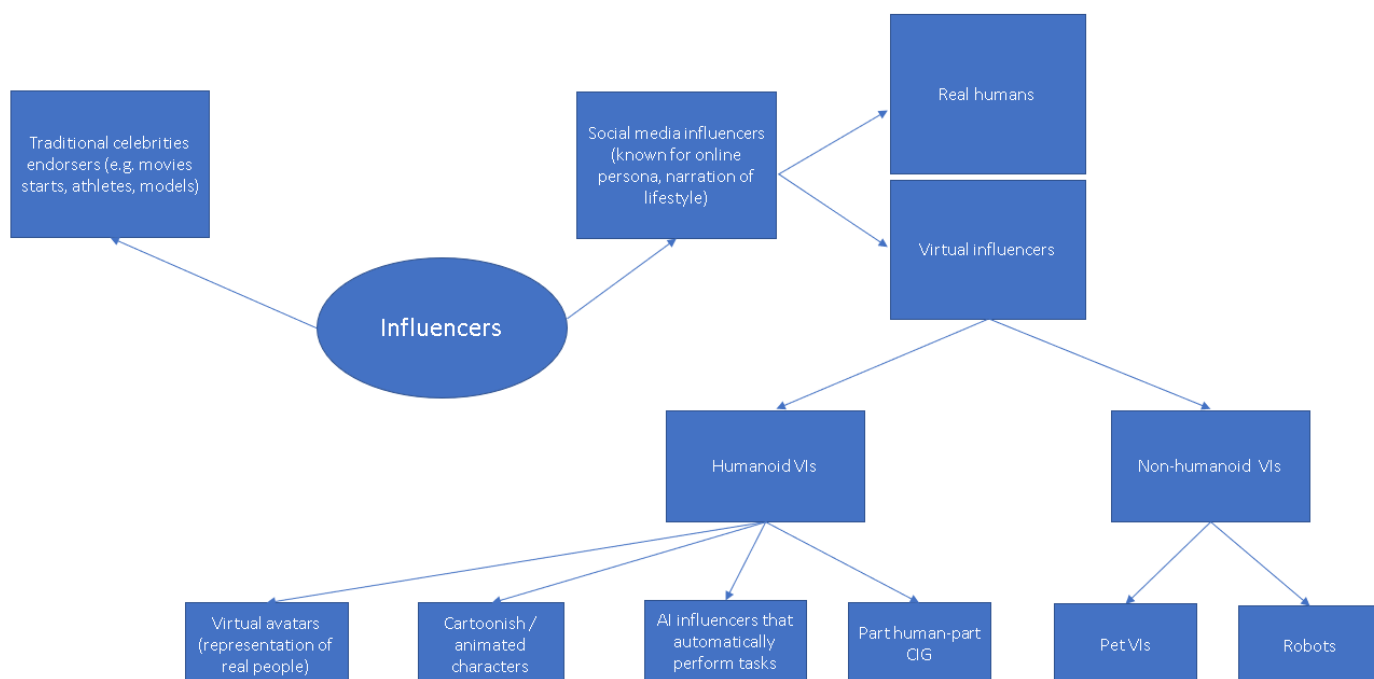 Real humans
Traditional celebrities
endorsers (e.g. movies
starts, athletes, models)
Social media influencers
(known for online
persona, narration of
lifestyle)
Virtual influencers
Influencers
Humanoid VIs
Non-humanoid VIs
Virtual avatars
(representation of
real people)
Cartoonish /
animated
characters
AI influencers that
automatically
perform tasks
Part human-part
CIG
Pet VIs
Robots